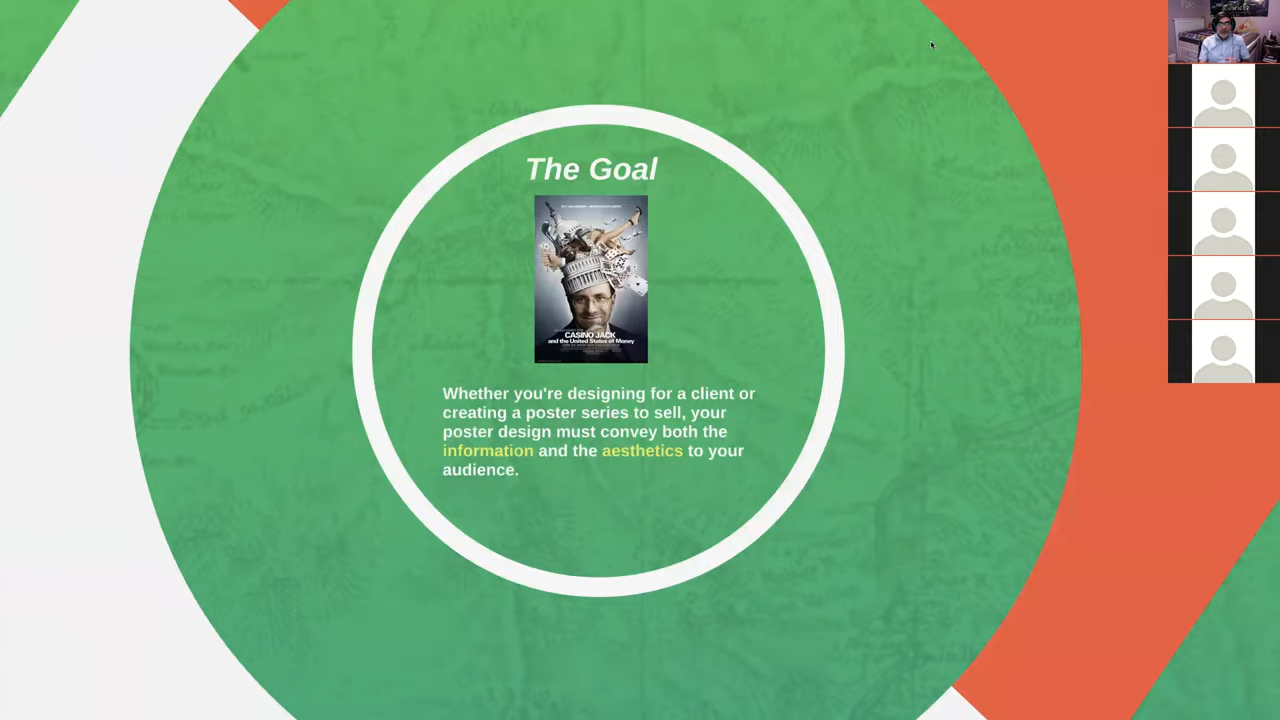 The Goal
CASINO JACK
and the United States of Money
Whether you're designing for a client or
creating a poster series to sell, your
poster design must convey both the
information and the aesthetics to your
audience.